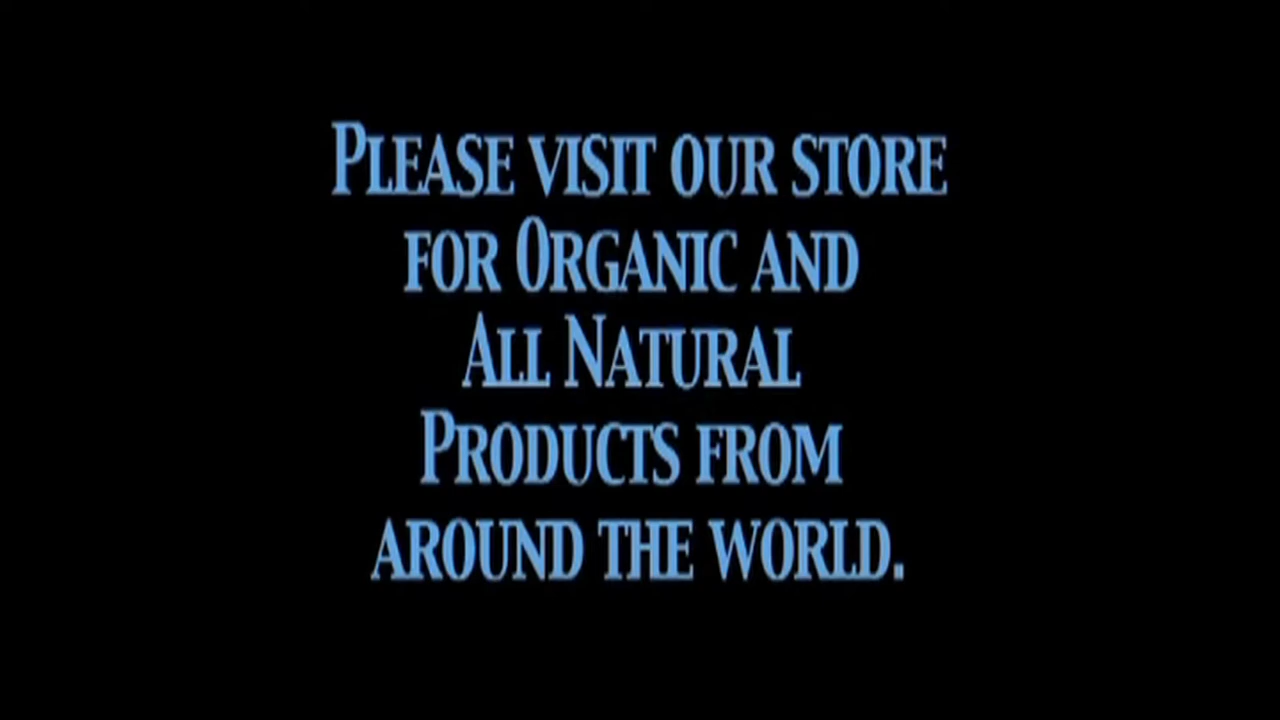 Please visit our store
for Organic and
All Natural
Products from
around the world.